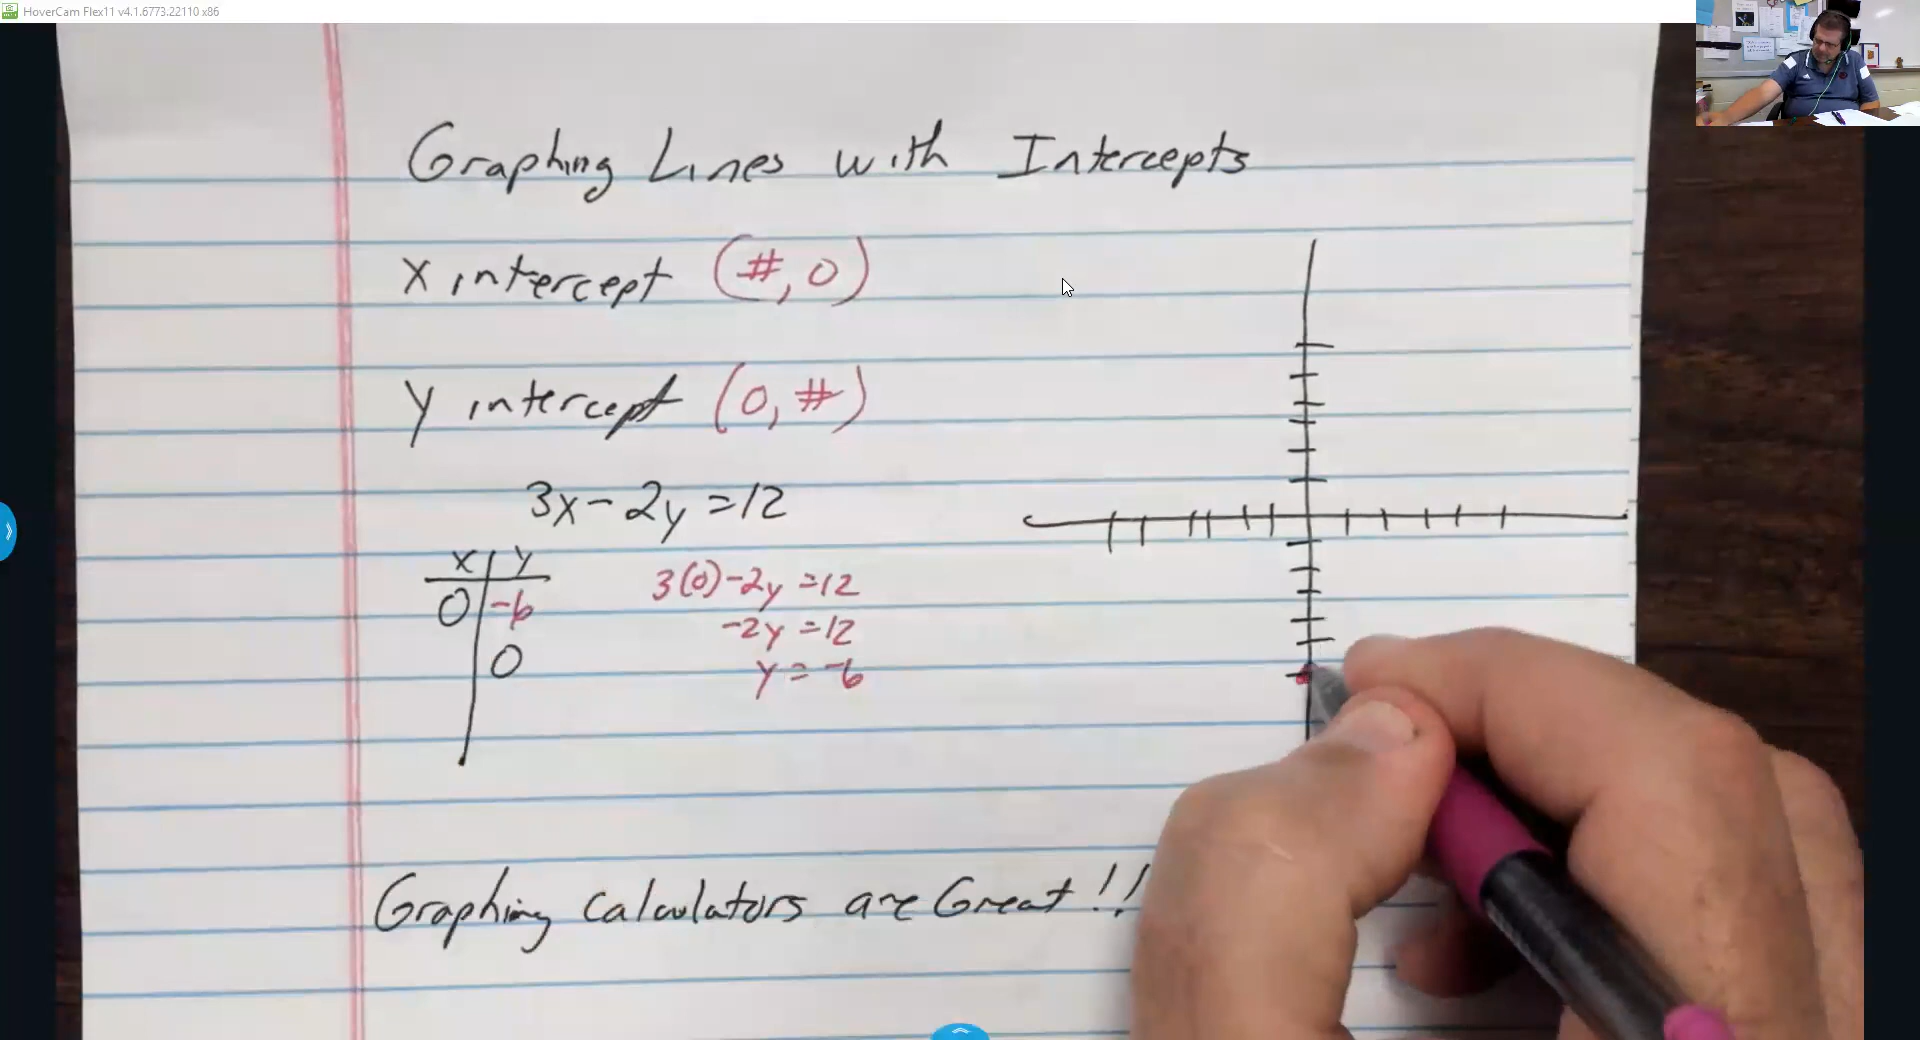 HoverCam Flex11 v4.1.6773.22110 x86
Graphing Lines with Intercepts
x intercept (#, 0)
y intercept (0, #)
3x - 2y = 12
x y
0 -6
0
3(0) - 2y = 12
-2y = 12
y = -6
Graphing Calculators are Great!!